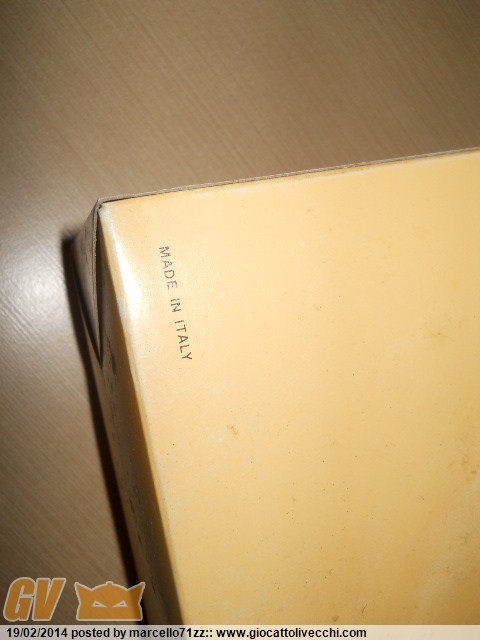 MADE IN ITALY
GV
19/02/2014 posted by marcello71zz:: www.giocattolivecchi.com